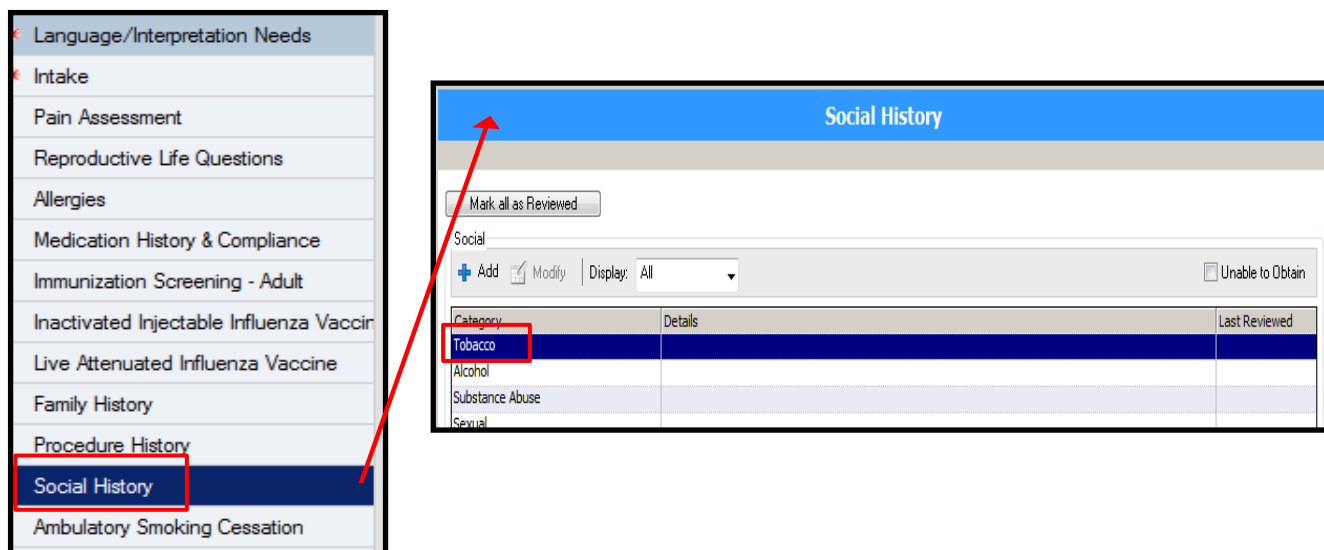 Language/Interpretation Needs
Intake
Pain Assessment
Reproductive Life Questions
Allergies
Medication History & Compliance
Immunization Screening - Adult
Inactivated Injectable Influenza Vaccin
Live Attenuated Influenza Vaccine
Family History
Procedure History
Social History
Ambulatory Smoking Cessation
Social History
Mark all as Reviewed
Social
Add Modify Display: All Unable to Obtain
Category Details Last Reviewed
Tobacco
Alcohol
Substance Abuse
Sexual